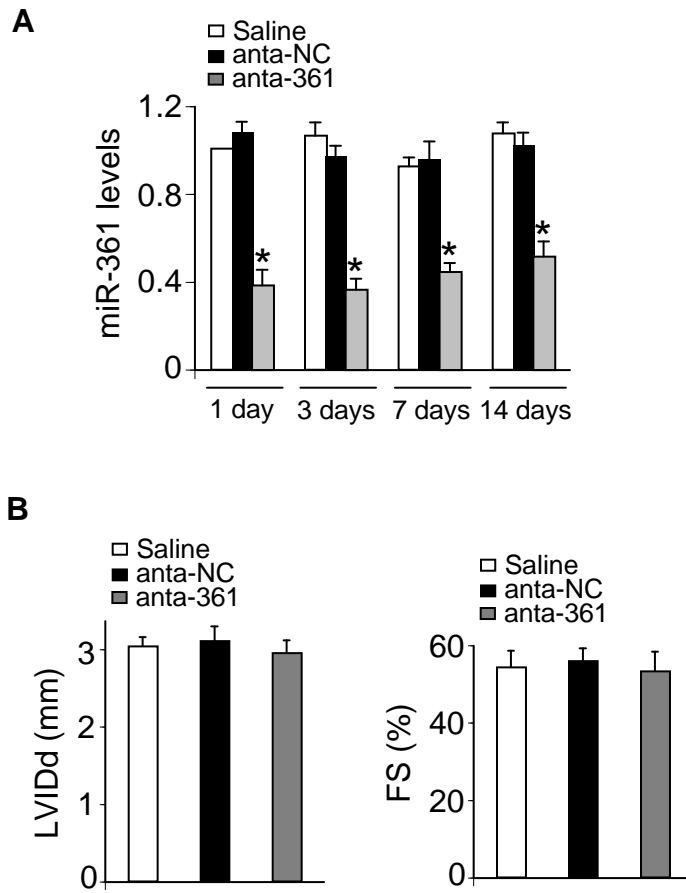 A
Saline
anta-NC
anta-361
miR-361 levels
1.2
0.8
0.4
0
*
*
*
*
1 day
3 days
7 days
14 days
B
Saline
anta-NC
anta-361
LVIDd (mm)
3
2
1
0
Saline
anta-NC
anta-361
FS (%)
60
40
20
0